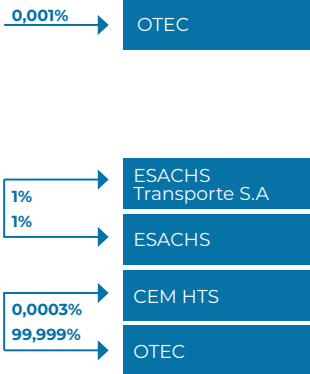 0,001%
OTEC
ESACHS
Transporte S.A
1%
1%
ESACHS
CEM HTS
0,0003%
99,999%
OTEC